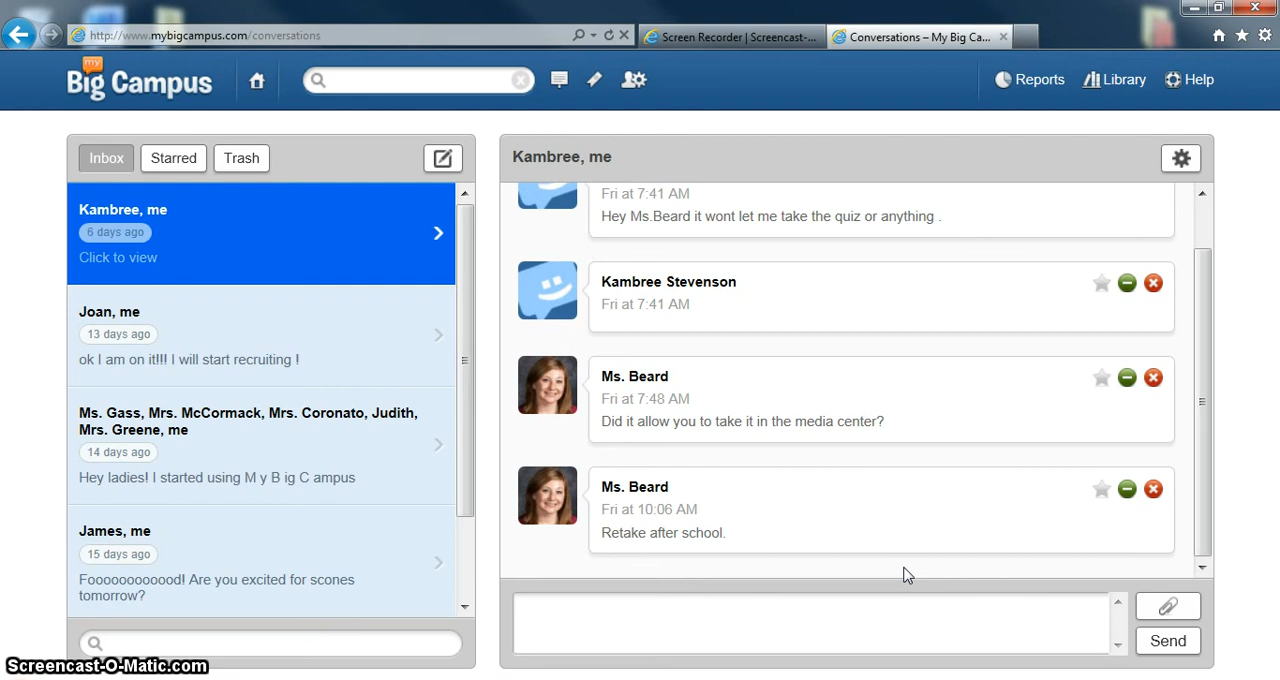 http://www.mybigcampus.com/conversations
Screen Recorder | Screencast-...
Conversations – My Big Ca...
my
Big Campus
Reports
Library
Help
Inbox
Starred
Trash
Kambree, me
6 days ago
Click to view
Joan, me
13 days ago
ok I am on it!!! I will start recruiting !
Ms. Gass, Mrs. McCormack, Mrs. Coronato, Judith,
Mrs. Greene, me
14 days ago
Hey ladies! I started using M y B ig C ampus
James, me
15 days ago
Foooooooooood! Are you excited for scones
tomorrow?
Kambree, me
Fri at 7:41 AM
Hey Ms.Beard it wont let me take the quiz or anything .
Kambree Stevenson
Fri at 7:41 AM
Ms. Beard
Fri at 7:48 AM
Did it allow you to take it in the media center?
Ms. Beard
Fri at 10:06 AM
Retake after school.
Send
Screencast-O-Matic.com